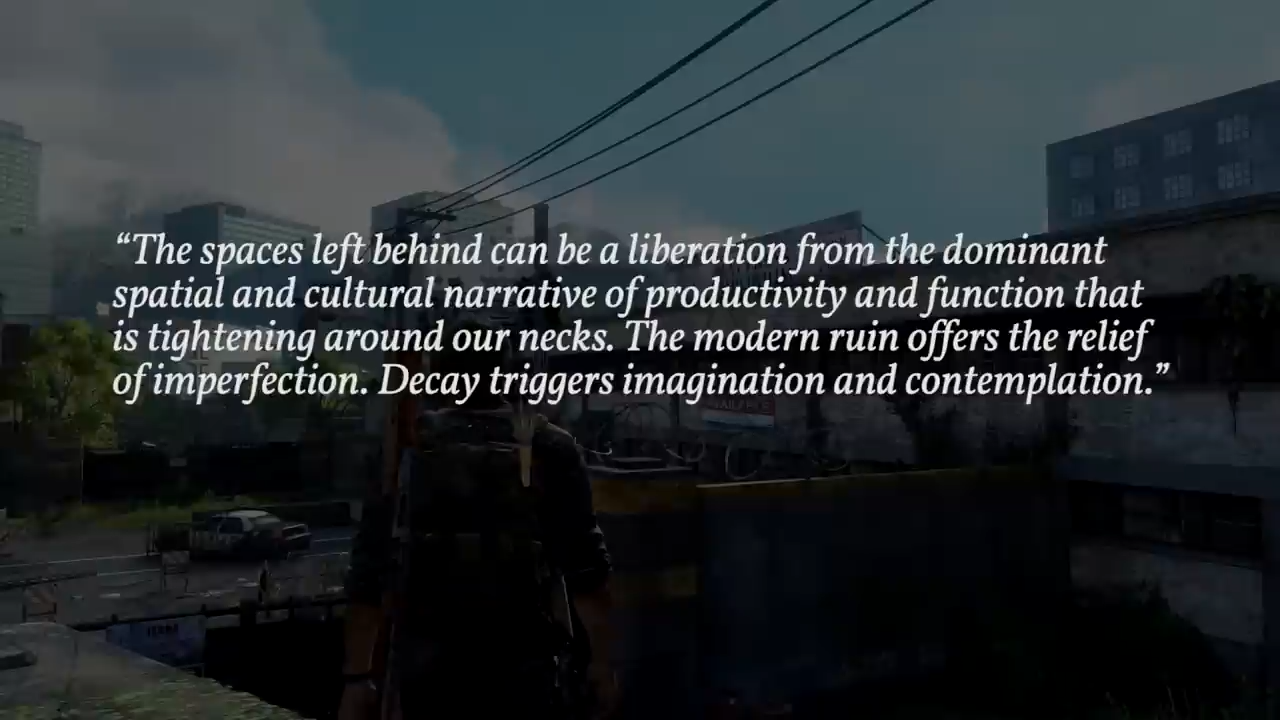 “The spaces left behind can be a liberation from the dominant
spatial and cultural narrative of productivity and function that
is tightening around our necks. The modern ruin offers the relief
of imperfection. Decay triggers imagination and contemplation.”